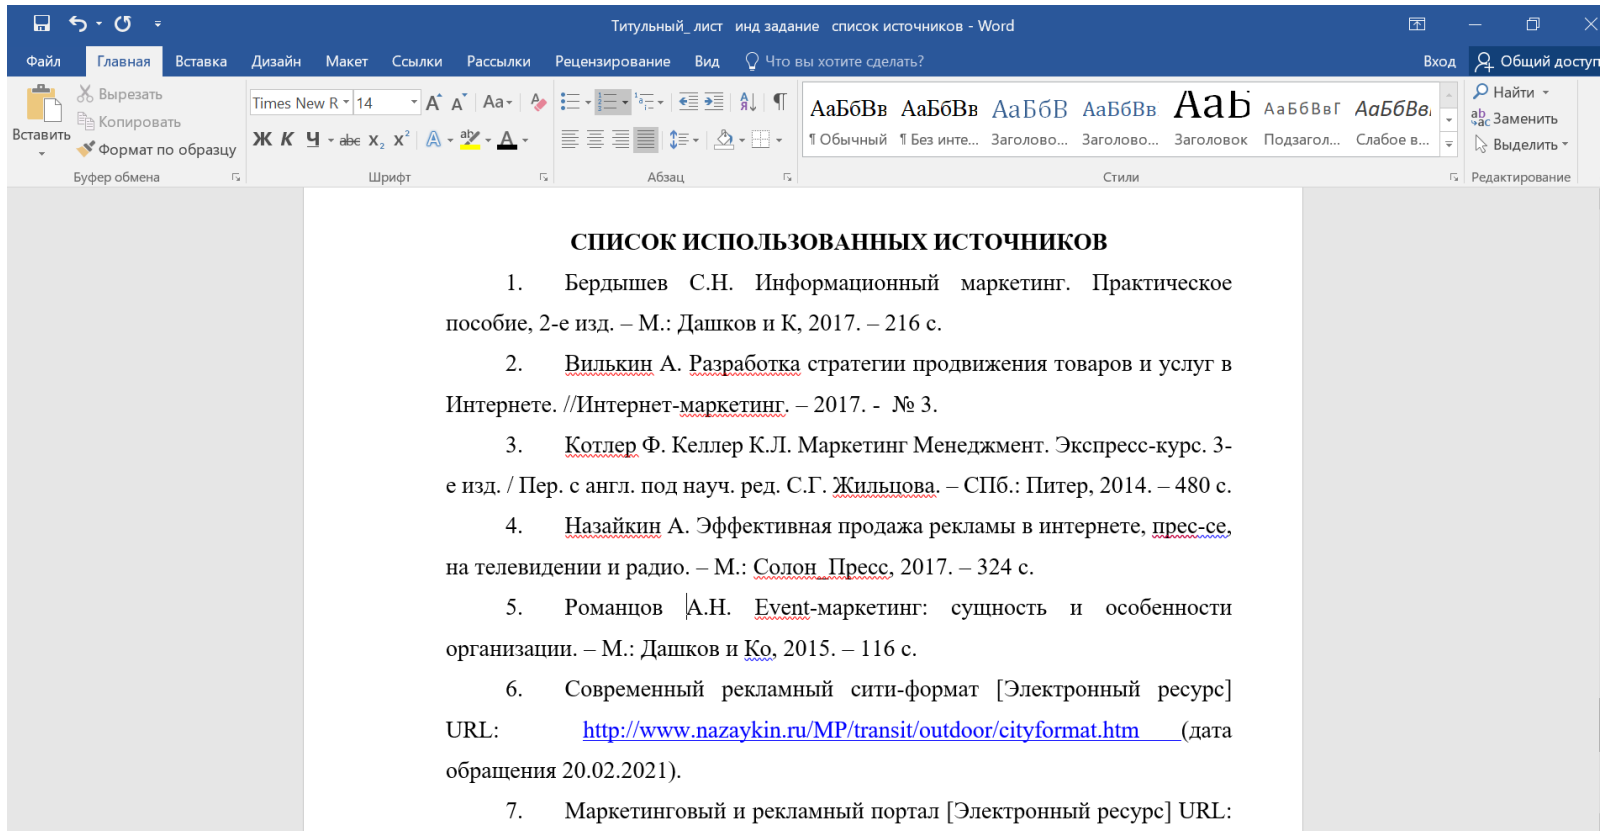 Титульный_ лист   инд задание   список источников - Word
Файл Главная Вставка Дизайн Макет Ссылки Рассылки Рецензирование Вид Что вы хотите сделать? Вход Общий доступ
Вставить
Вырезать
Копировать
Формат по образцу
Буфер обмена
Times New R 14
Aa
Ж К Ч abc x₂ x² A ab A
Шрифт
Абзац
АаБбВв АаБбВв АаБбВ АаБбВв АаБ АаБбВвГ АаБбВвІ
¶ Обычный ¶ Без инте... Заголово... Заголово... Заголовок Подзагол... Слабое в...
Стили
Найти
Заменить
Выделить
Редактирование
СПИСОК ИСПОЛЬЗОВАННЫХ ИСТОЧНИКОВ
1. Бердышев С.Н. Информационный маркетинг. Практическое
пособие, 2-е изд. – М.: Дашков и К, 2017. – 216 с.
2. Вилькин А. Разработка стратегии продвижения товаров и услуг в
Интернете. //Интернет-маркетинг. – 2017. -  № 3.
3. Котлер Ф. Келлер К.Л. Маркетинг Менеджмент. Экспресс-курс. 3-
е изд. / Пер. с англ. под науч. ред. С.Г. Жильцова. – СПб.: Питер, 2014. – 480 с.
4. Назайкин А. Эффективная продажа рекламы в интернете, прес-се,
на телевидении и радио. – М.: Солон_Пресс, 2017. – 324 с.
5. Романцов А.Н. Event-маркетинг: сущность и особенности
организации. – М.: Дашков и Ко, 2015. – 116 с.
6. Современный рекламный сити-формат [Электронный ресурс]
URL: http://www.nazaykin.ru/MP/transit/outdoor/cityformat.htm (дата
обращения 20.02.2021).
7. Маркетинговый и рекламный портал [Электронный ресурс] URL: